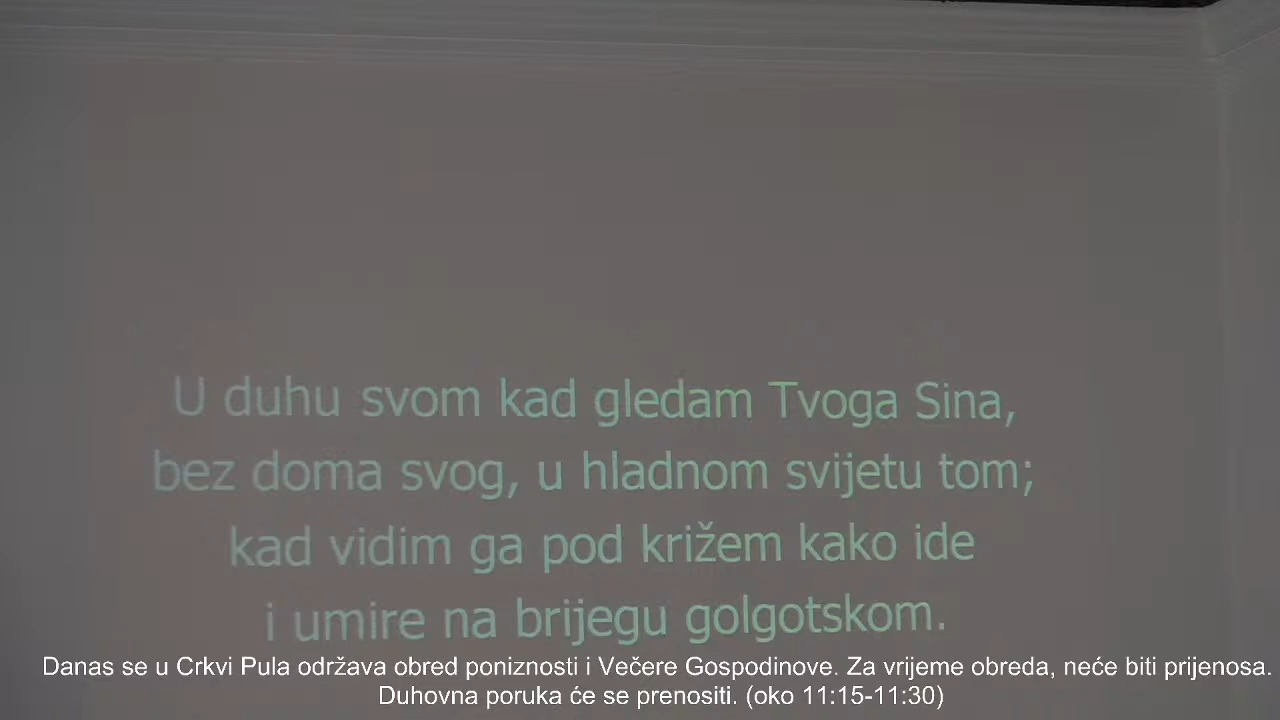 U duhu svom kad gledam Tvoga Sina,
bez doma svog, u hladnom svijetu tom;
kad vidim ga pod križem kako ide
i umire na brijegu golgotskom.
Danas se u Crkvi Pula održava obred poniznosti i Večere Gospodinove. Za vrijeme obreda, neće biti prijenosa.
Duhovna poruka će se prenositi. (oko 11:15-11:30)